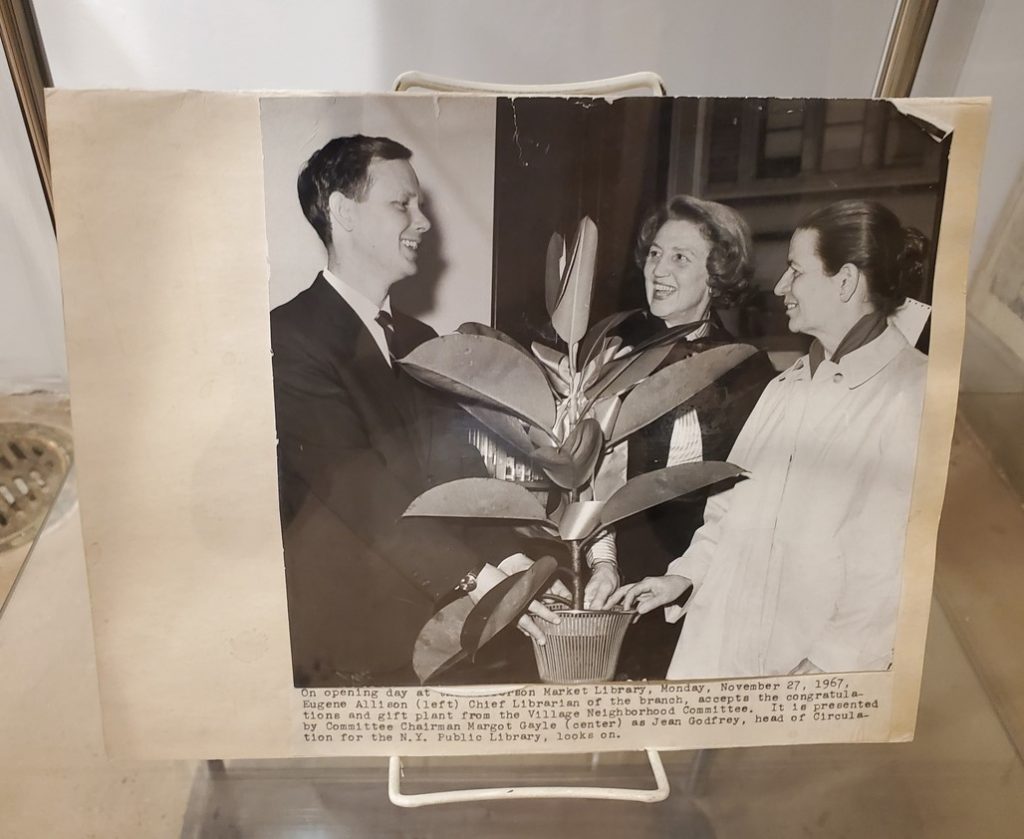 On opening day at erson Market Library, Monday, November 27, 1967,
Eugene Allison (left) Chief Librarian of the branch, accepts the congratula-
tions and gift plant from the Village Neighborhood Committee. It is presented
by Committee Chairman Margot Gayle (center) as Jean Godfrey, head of Circula-
tion for the N.Y. Public Library, looks on.